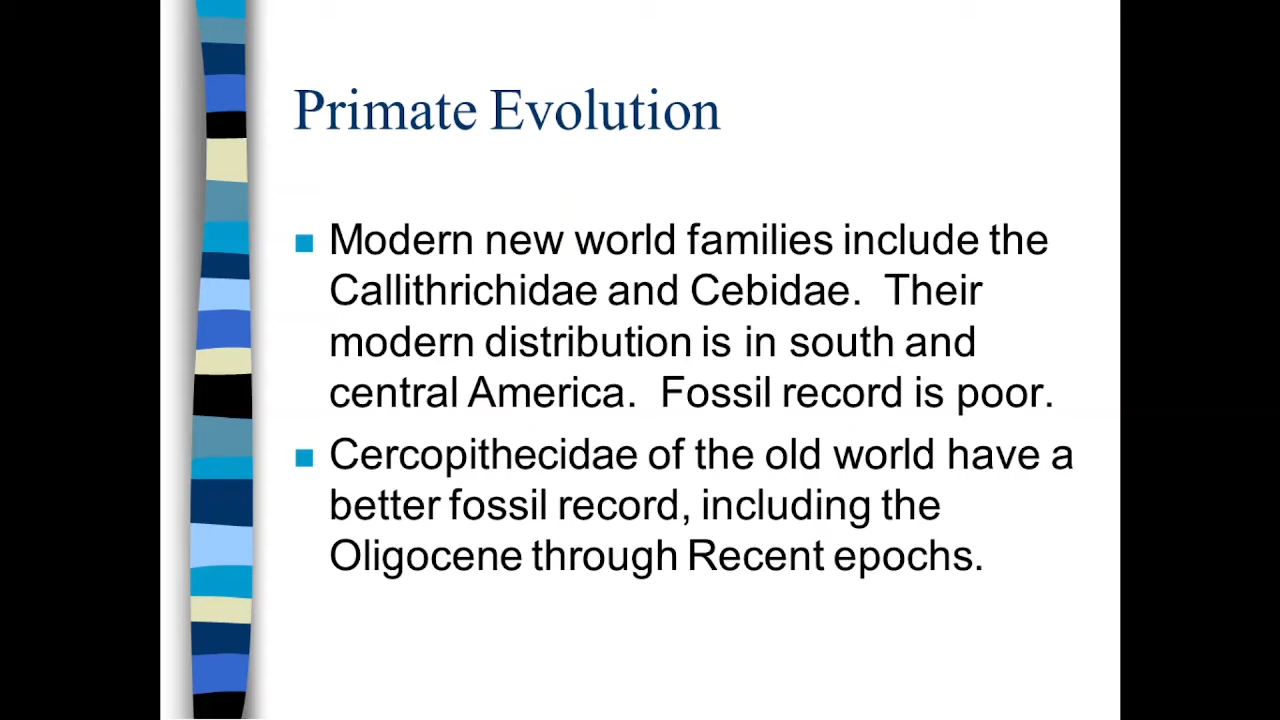 Primate Evolution
Modern new world families include the
Callithrichidae and Cebidae.  Their
modern distribution is in south and
central America.  Fossil record is poor.
Cercopithecidae of the old world have a
better fossil record, including the
Oligocene through Recent epochs.